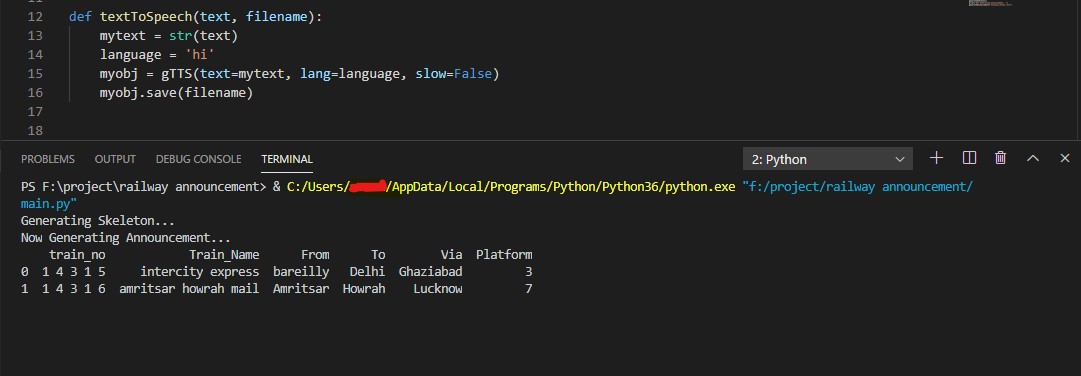 11
12 def textToSpeech(text, filename):
13     mytext = str(text)
14     language = 'hi'
15     myobj = gTTS(text=mytext, lang=language, slow=False)
16     myobj.save(filename)
17
18
PROBLEMS OUTPUT DEBUG CONSOLE TERMINAL 2: Python
PS F:\project\railway announcement> & C:/Users/ /AppData/Local/Programs/Python/Python36/python.exe "f:/project/railway announcement/
main.py"
Generating Skeleton...
Now Generating Announcement...
    train_no            Train_Name      From      To        Via  Platform
0  1 4 3 1 5     intercity express  bareilly   Delhi  Ghaziabad         3
1  1 4 3 1 6  amritsar howrah mail  Amritsar  Howrah    Lucknow         7